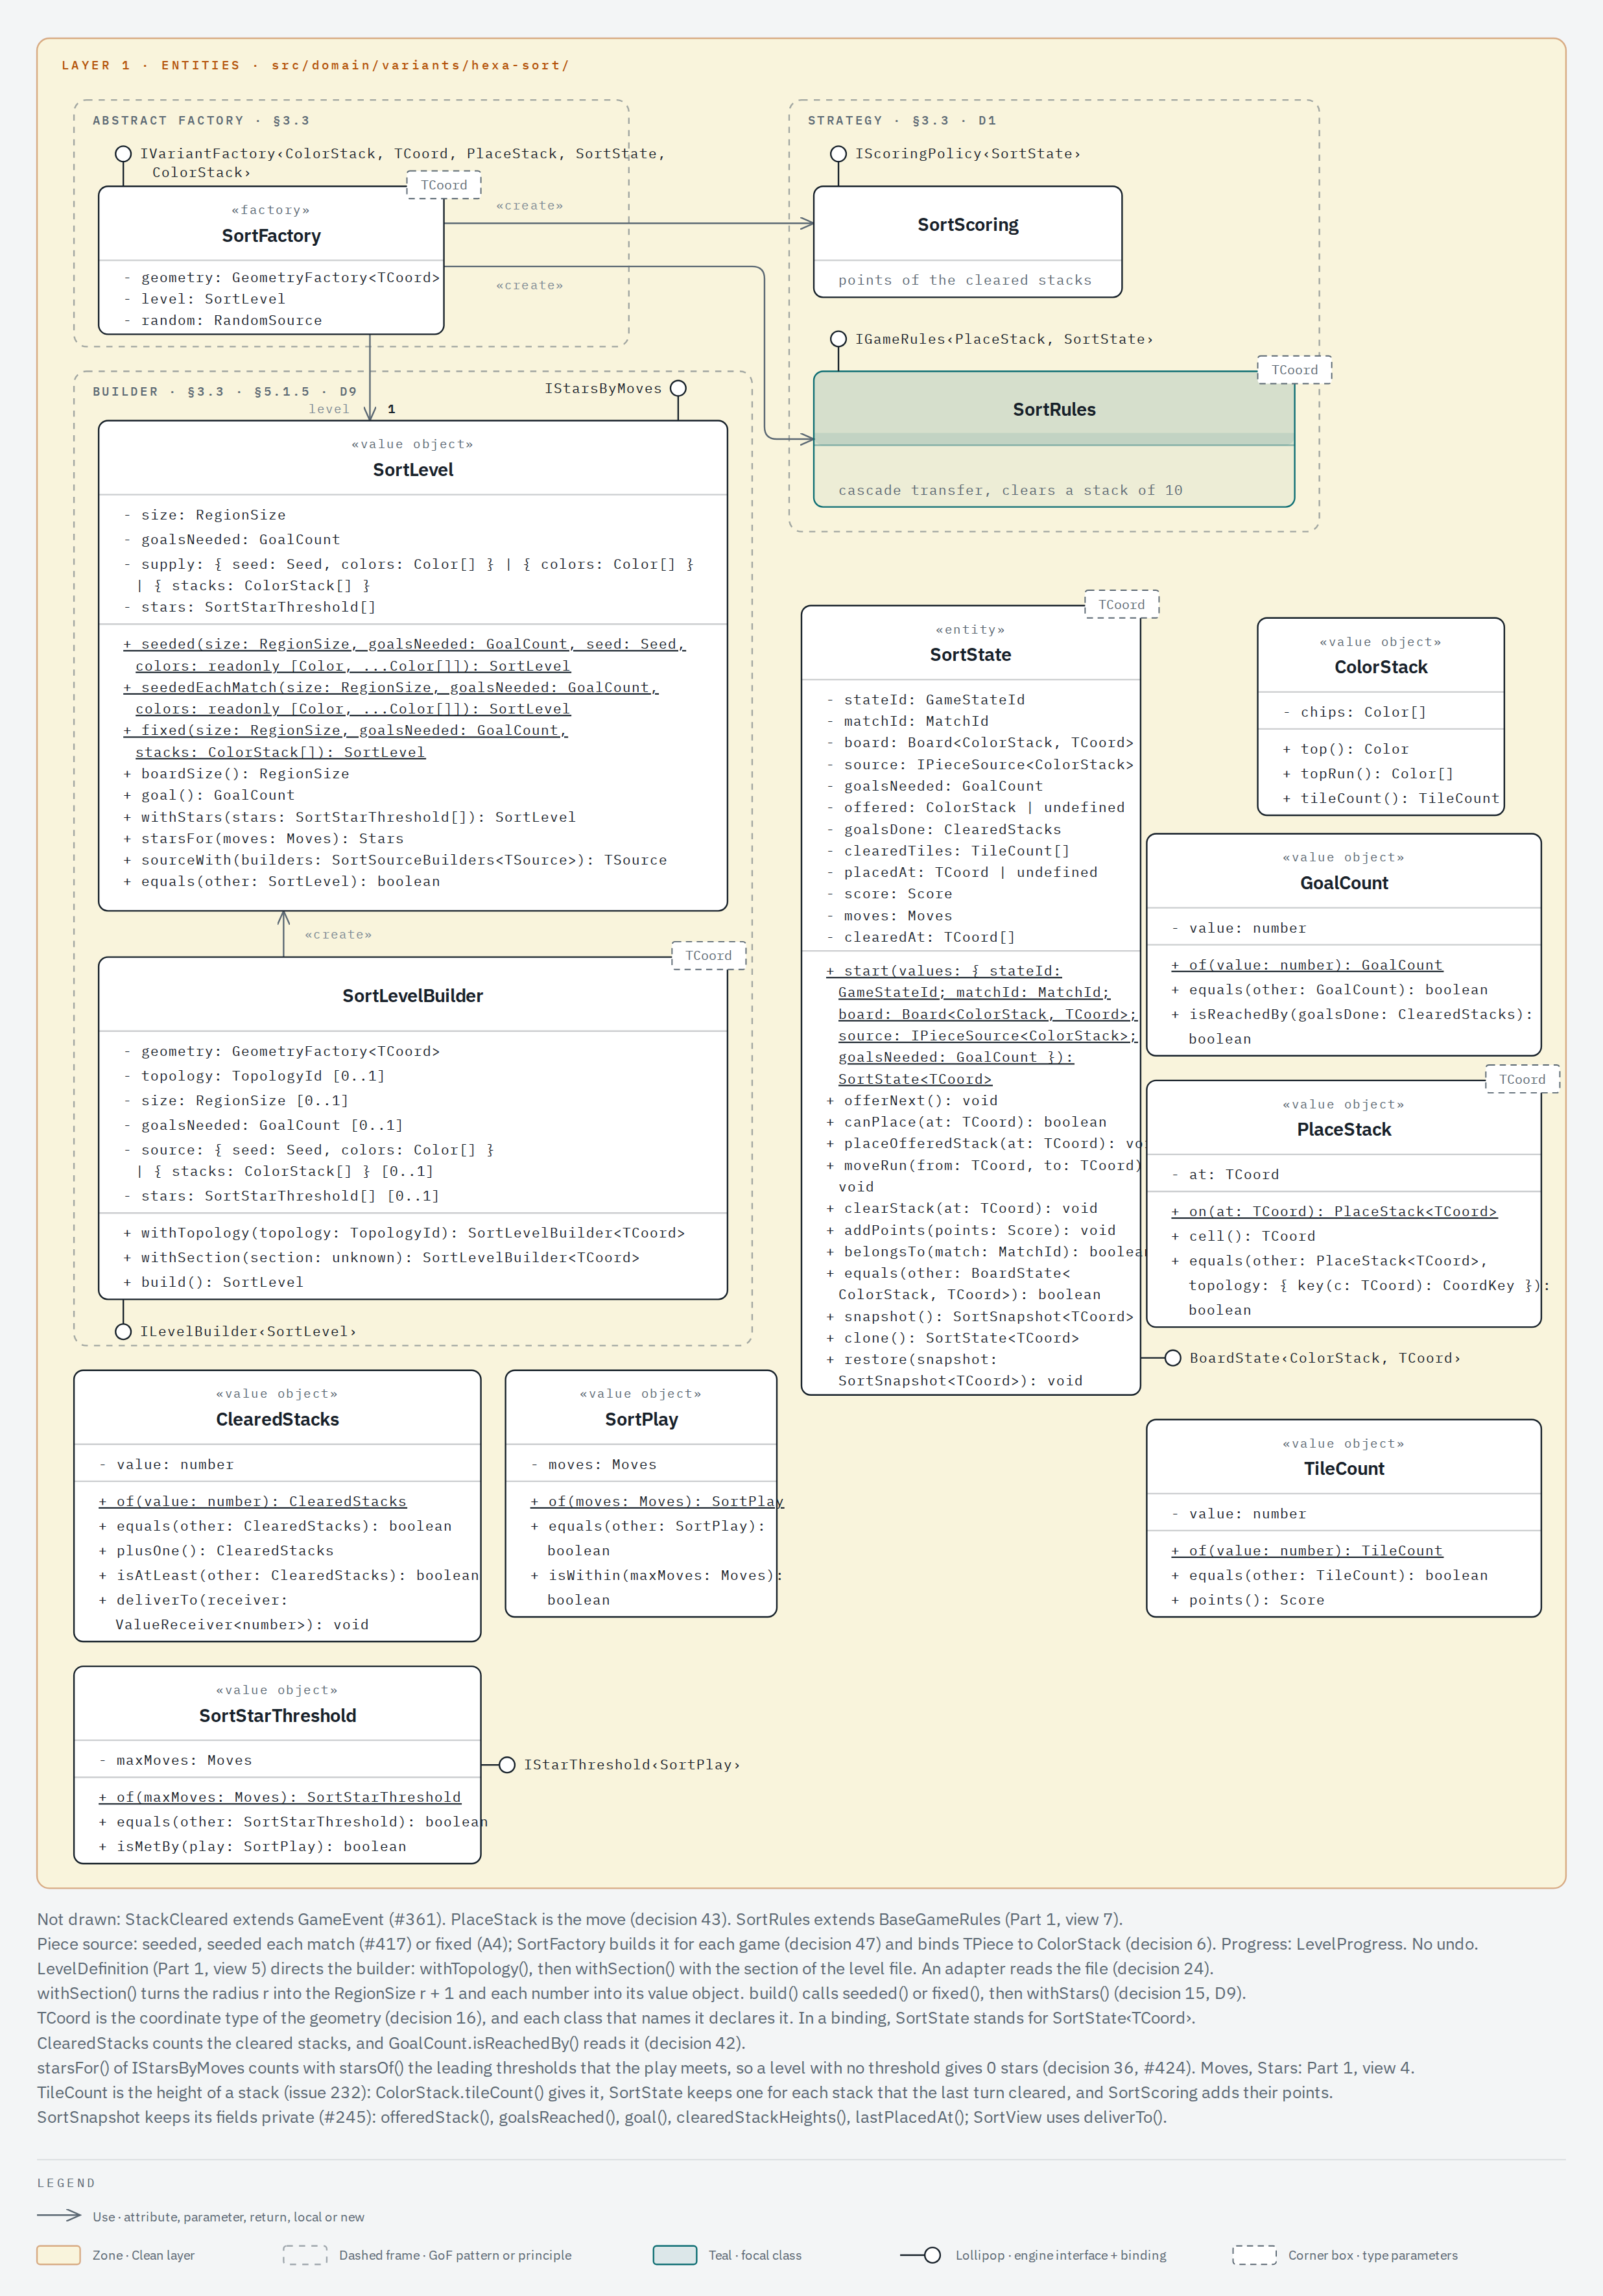 LAYER 1 · ENTITIES · src/domain/variants/hexa-sort/
ABSTRACT FACTORY · §3.3
IVariantFactory‹ColorStack, TCoord, PlaceStack, SortState,
ColorStack›
TCoord
«factory»
SortFactory
- geometry: GeometryFactory<TCoord>
- level: SortLevel
- random: RandomSource
«create»
«create»
STRATEGY · §3.3 · D1
IScoringPolicy‹SortState›
SortScoring
points of the cleared stacks
IGameRules‹PlaceStack, SortState›
TCoord
SortRules
cascade transfer, clears a stack of 10
BUILDER · §3.3 · §5.1.5 · D9
level
1
IStarsByMoves
«value object»
SortLevel
- size: RegionSize
- goalsNeeded: GoalCount
- supply: { seed: Seed, colors: Color[] } | { colors: Color[] }
| { stacks: ColorStack[] }
- stars: SortStarThreshold[]
+ seeded(size: RegionSize, goalsNeeded: GoalCount, seed: Seed,
colors: readonly [Color, ...Color[]]): SortLevel
+ seededEachMatch(size: RegionSize, goalsNeeded: GoalCount,
colors: readonly [Color, ...Color[]]): SortLevel
+ fixed(size: RegionSize, goalsNeeded: GoalCount,
stacks: ColorStack[]): SortLevel
+ boardSize(): RegionSize
+ goal(): GoalCount
+ withStars(stars: SortStarThreshold[]): SortLevel
+ starsFor(moves: Moves): Stars
+ sourceWith(builders: SortSourceBuilders<TSource>): TSource
+ equals(other: SortLevel): boolean
«create»
TCoord
SortLevelBuilder
- geometry: GeometryFactory<TCoord>
- topology: TopologyId [0..1]
- size: RegionSize [0..1]
- goalsNeeded: GoalCount [0..1]
- source: { seed: Seed, colors: Color[] }
| { stacks: ColorStack[] } [0..1]
- stars: SortStarThreshold[] [0..1]
+ withTopology(topology: TopologyId): SortLevelBuilder<TCoord>
+ withSection(section: unknown): SortLevelBuilder<TCoord>
+ build(): SortLevel
ILevelBuilder‹SortLevel›
TCoord
«entity»
SortState
- stateId: GameStateId
- matchId: MatchId
- board: Board<ColorStack, TCoord>
- source: IPieceSource<ColorStack>
- goalsNeeded: GoalCount
- offered: ColorStack | undefined
- goalsDone: ClearedStacks
- clearedTiles: TileCount[]
- placedAt: TCoord | undefined
- score: Score
- moves: Moves
- clearedAt: TCoord[]
+ start(values: { stateId:
GameStateId; matchId: MatchId;
board: Board<ColorStack, TCoord>;
source: IPieceSource<ColorStack>;
goalsNeeded: GoalCount }):
SortState<TCoord>
+ offerNext(): void
+ canPlace(at: TCoord): boolean
+ placeOfferedStack(at: TCoord):
+ moveRun(from: TCoord, to: TCoord)
void
+ clearStack(at: TCoord): void
+ addPoints(points: Score): void
+ belongsTo(match: MatchId): boolean
+ equals(other: BoardState<
ColorStack, TCoord>): boolean
+ snapshot(): SortSnapshot<TCoord>
+ clone(): SortState<TCoord>
+ restore(snapshot:
SortSnapshot<TCoord>): void
BoardState‹ColorStack, TCoord›
«value object»
ColorStack
- chips: Color[]
+ top(): Color
+ topRun(): Color[]
+ tileCount(): TileCount
«value object»
GoalCount
- value: number
+ of(value: number): GoalCount
+ equals(other: GoalCount): boolean
+ isReachedBy(goalsDone: ClearedStacks):
boolean
TCoord
«value object»
PlaceStack
- at: TCoord
+ on(at: TCoord): PlaceStack<TCoord>
+ cell(): TCoord
+ equals(other: PlaceStack<TCoord>,
topology: { key(c: TCoord): CoordKey }):
boolean
«value object»
ClearedStacks
- value: number
+ of(value: number): ClearedStacks
+ equals(other: ClearedStacks): boolean
+ plusOne(): ClearedStacks
+ isAtLeast(other: ClearedStacks): boolean
+ deliverTo(receiver:
ValueReceiver<number>): void
«value object»
SortPlay
- moves: Moves
+ of(moves: Moves): SortPlay
+ equals(other: SortPlay):
boolean
+ isWithin(maxMoves: Moves):
boolean
«value object»
TileCount
- value: number
+ of(value: number): TileCount
+ equals(other: TileCount): boolean
+ points(): Score
«value object»
SortStarThreshold
- maxMoves: Moves
+ of(maxMoves: Moves): SortStarThreshold
+ equals(other: SortStarThreshold): boolean
+ isMetBy(play: SortPlay): boolean
IStarThreshold‹SortPlay›
Not drawn: StackCleared extends GameEvent (#361). PlaceStack is the move (decision 43). SortRules extends BaseGameRules (Part 1, view 7).
Piece source: seeded, seeded each match (#417) or fixed (A4); SortFactory builds it for each game (decision 47) and binds TPiece to ColorStack (decision 6). Progress: LevelProgress. No undo.
LevelDefinition (Part 1, view 5) directs the builder: withTopology(), then withSection() with the section of the level file. An adapter reads the file (decision 24).
withSection() turns the radius r into the RegionSize r + 1 and each number into its value object. build() calls seeded() or fixed(), then withStars() (decision 15, D9).
TCoord is the coordinate type of the geometry (decision 16), and each class that names it declares it. In a binding, SortState stands for SortState‹TCoord›.
ClearedStacks counts the cleared stacks, and GoalCount.isReachedBy() reads it (decision 42).
starsFor() of IStarsByMoves counts with starsOf() the leading thresholds that the play meets, so a level with no threshold gives 0 stars (decision 36, #424). Moves, Stars: Part 1, view 4.
TileCount is the height of a stack (issue 232): ColorStack.tileCount() gives it, SortState keeps one for each stack that the last turn cleared, and SortScoring adds their points.
SortSnapshot keeps its fields private (#245): offeredStack(), goalsReached(), goal(), clearedStackHeights(), lastPlacedAt(); SortView uses deliverTo().
LEGEND
Use · attribute, parameter, return, local or new
Zone · Clean layer
Dashed frame · GoF pattern or principle
Teal · focal class
Lollipop · engine interface + binding
Corner box · type parameters